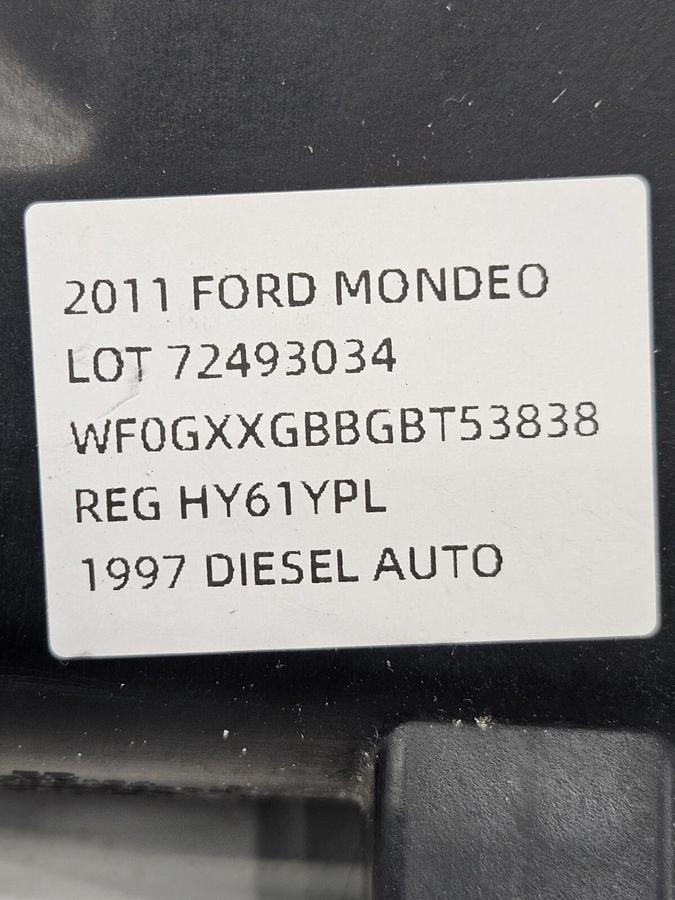 2011 FORD MONDEO
LOT 72493034
WF0GXXGBBGBT53838
REG HY61YPL
1997 DIESEL AUTO